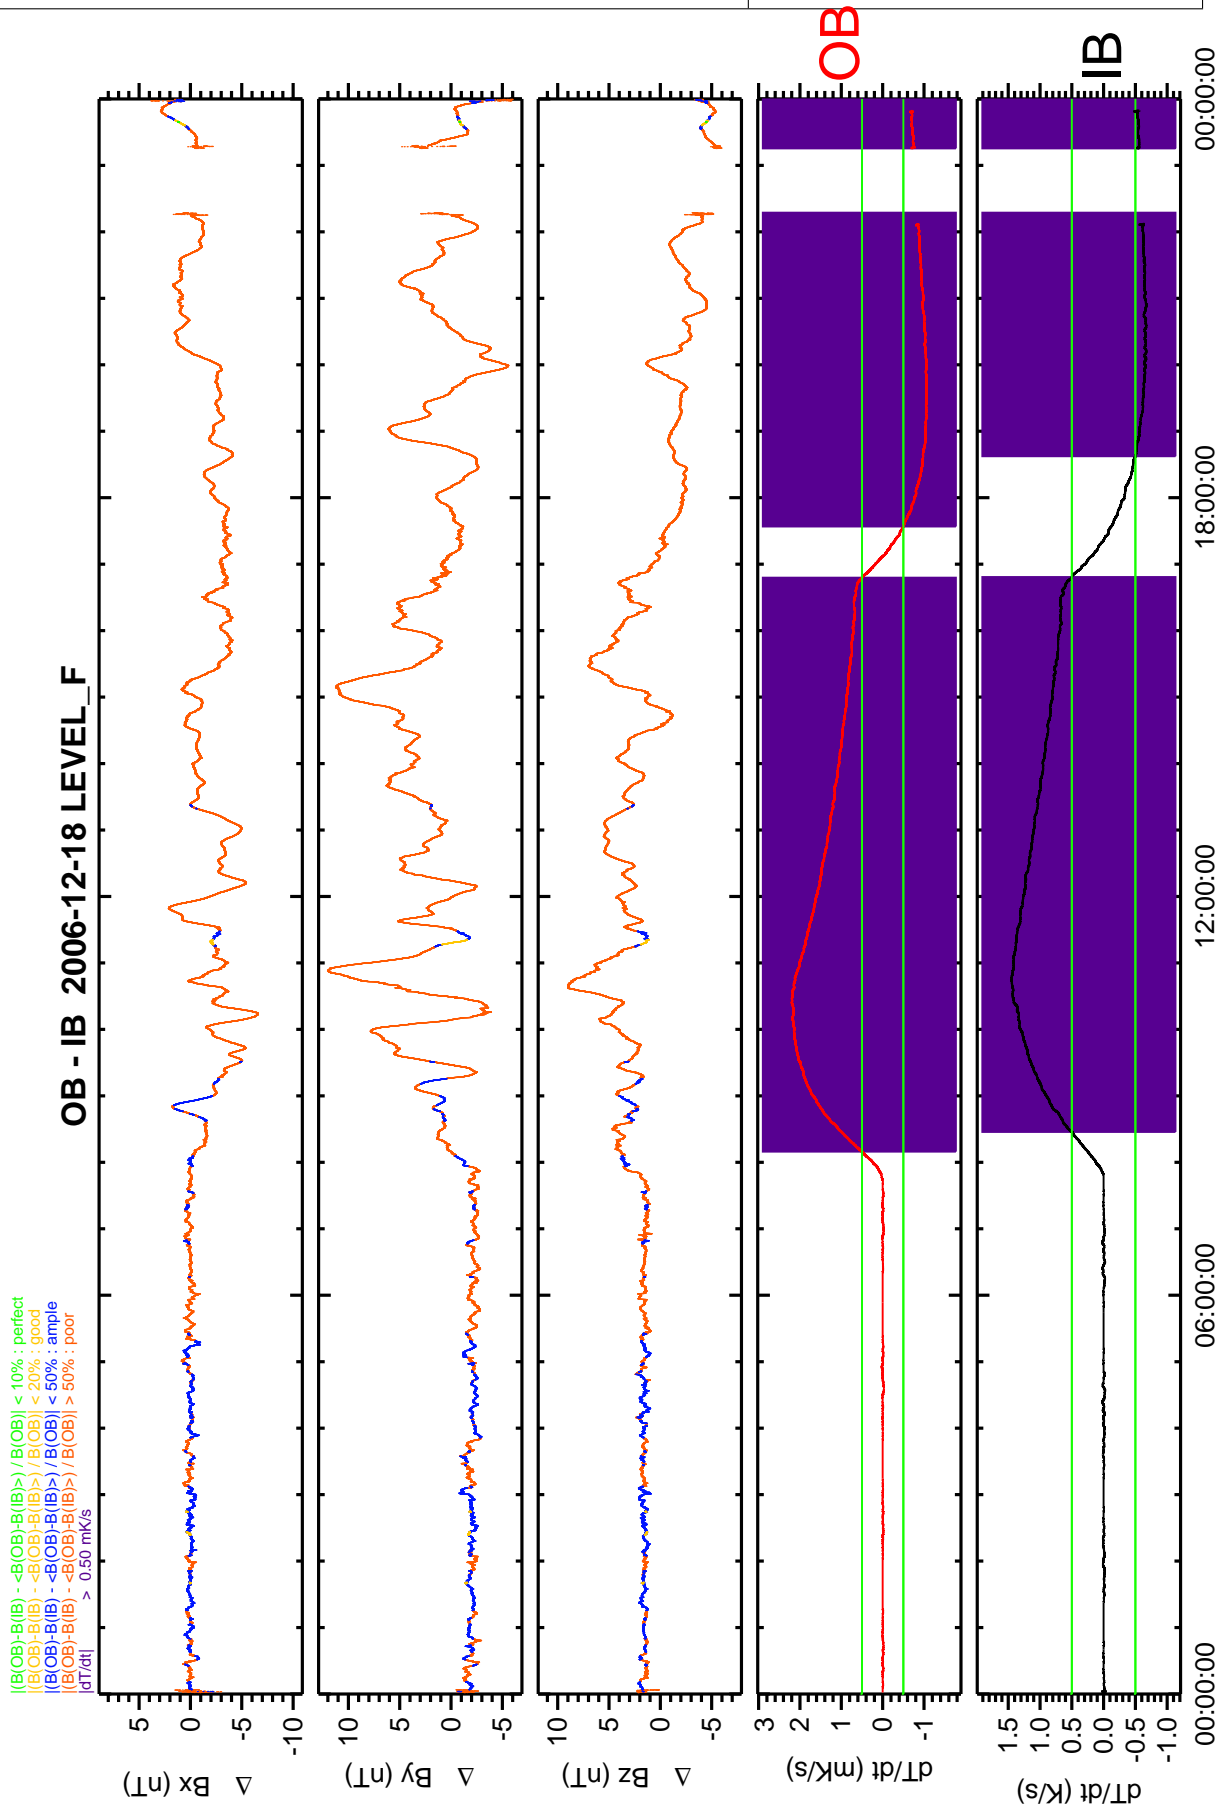 OB - IB 2006-12-18 LEVEL_F
|(B(OB)-B(IB) - <B(OB)-B(IB)>) / B(OB)| < 10% : perfect
|(B(OB)-B(IB) - <B(OB)-B(IB)>) / B(OB)| < 20% : good
|(B(OB)-B(IB) - <B(OB)-B(IB)>) / B(OB)| < 50% : ample
|(B(OB)-B(IB) - <B(OB)-B(IB)>) / B(OB)| > 50% : poor
|dT/dt| > 0.50 mK/s
Δ Bx (nT)
5
0
-5
-10
Δ By (nT)
10
5
0
-5
Δ Bz (nT)
10
5
0
-5
dT/dt (mK/s)
3
2
1
0
-1
OB
dT/dt (K/s)
1.5
1.0
0.5
0.0
-0.5
-1.0
IB
00:00:00
06:00:00
12:00:00
18:00:00
00:00:00